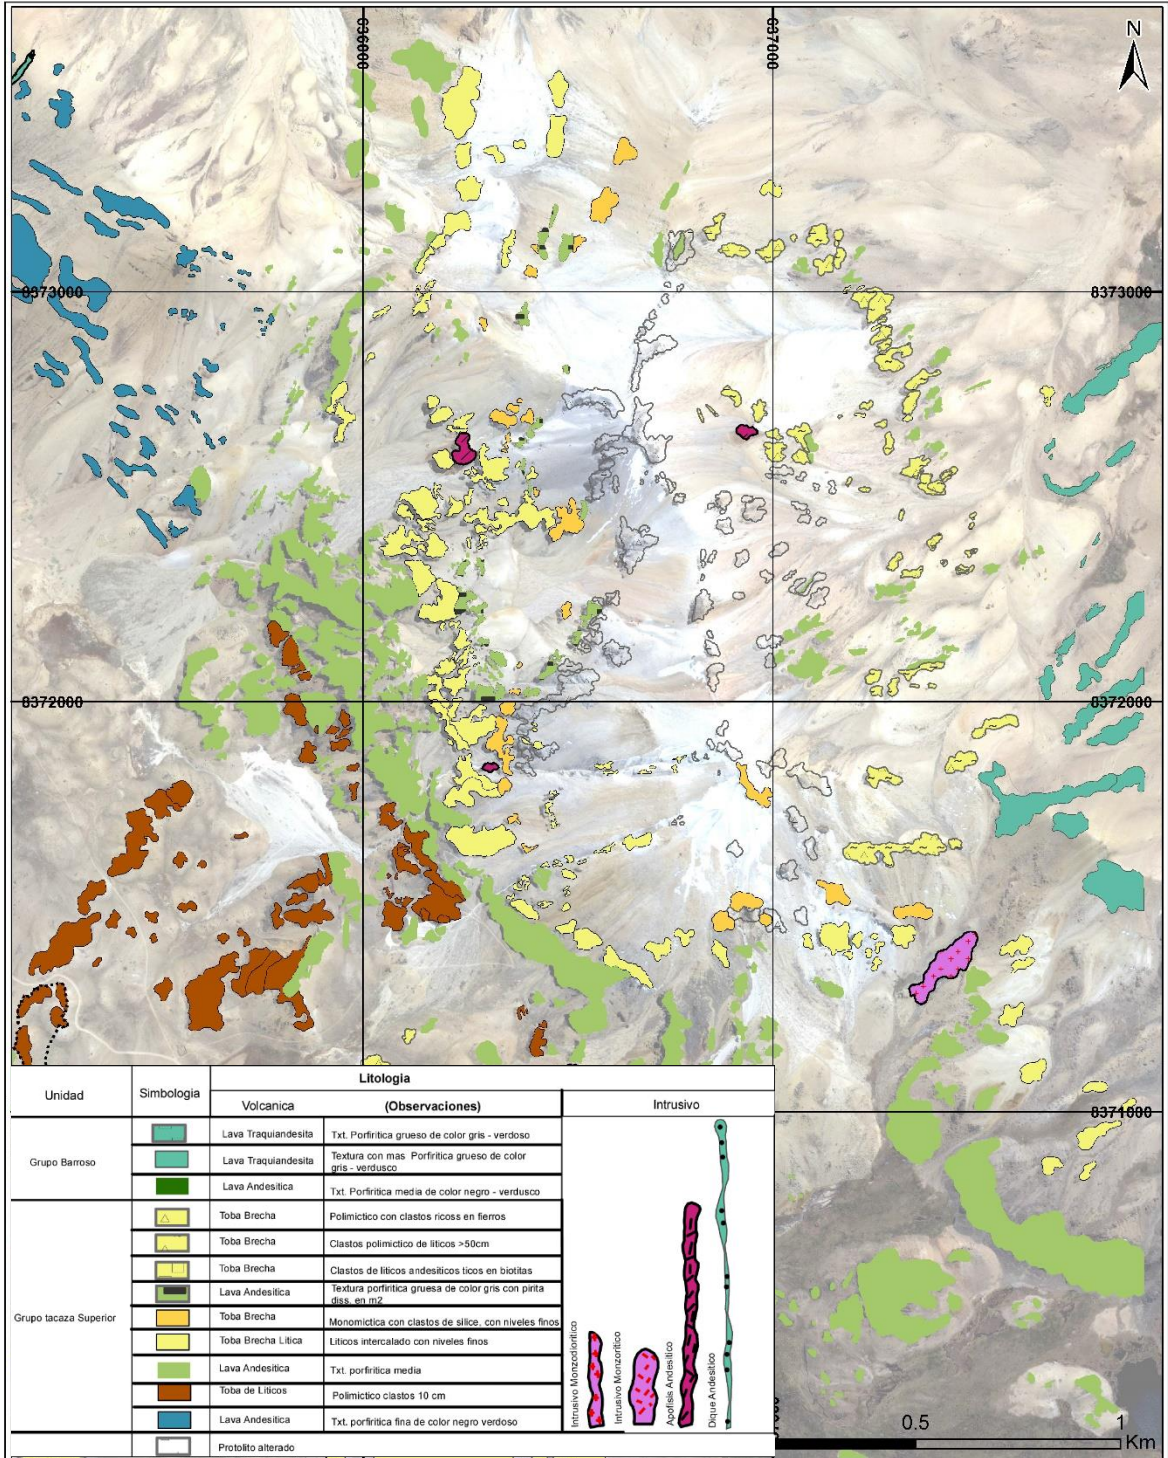 N
636000
637000
8373000
8373000
8372000
8372000
8371000
Unidad
Simbologia
Litologia
Volcanica
(Observaciones)
Intrusivo
Grupo Barroso
Lava Traquiandesita
Txt. Porfiritica grueso de color gris - verdoso
Lava Traquiandesita
Textura con mas Porfiritica grueso de color
gris - verdusco
Lava Andesitica
Txt. Porfiritica media de color negro - verdusco
Grupo tacaza Superior
Toba Brecha
Polimictico con clastos ricoss en fierros
Toba Brecha
Clastos polimictico de liticos >50cm
Toba Brecha
Clastos de liticos andesiticos ticos en biotitas
Lava Andesitica
Textura porfiritica gruesa de color gris con pirita
diss. en m2
Toba Brecha
Monomictica con clastos de silice, con niveles finos
Toba Brecha Litica
Liticos intercalado con niveles finos
Lava Andesitica
Txt. porfiritica media
Toba de Liticos
Polimictico clastos 10 cm
Lava Andesitica
Txt. porfiritica fina de color negro verdoso
Protolito alterado
Intrusivo Monzodioritico
Intrusivo Monzoritico
Apofisis Andesitico
Dique Andesitico
0.5
1
Km